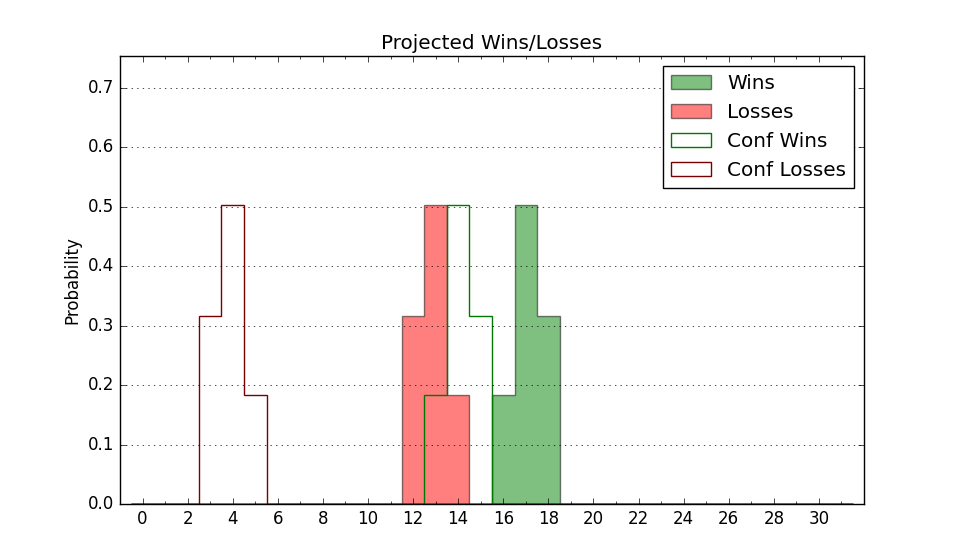 Projected Wins/Losses
Wins
Losses
Conf Wins
Conf Losses
Probability
0.7
0.6
0.5
0.4
0.3
0.2
0.1
0.0
0 2 4 6 8 10 12 14 16 18 20 22 24 26 28 30